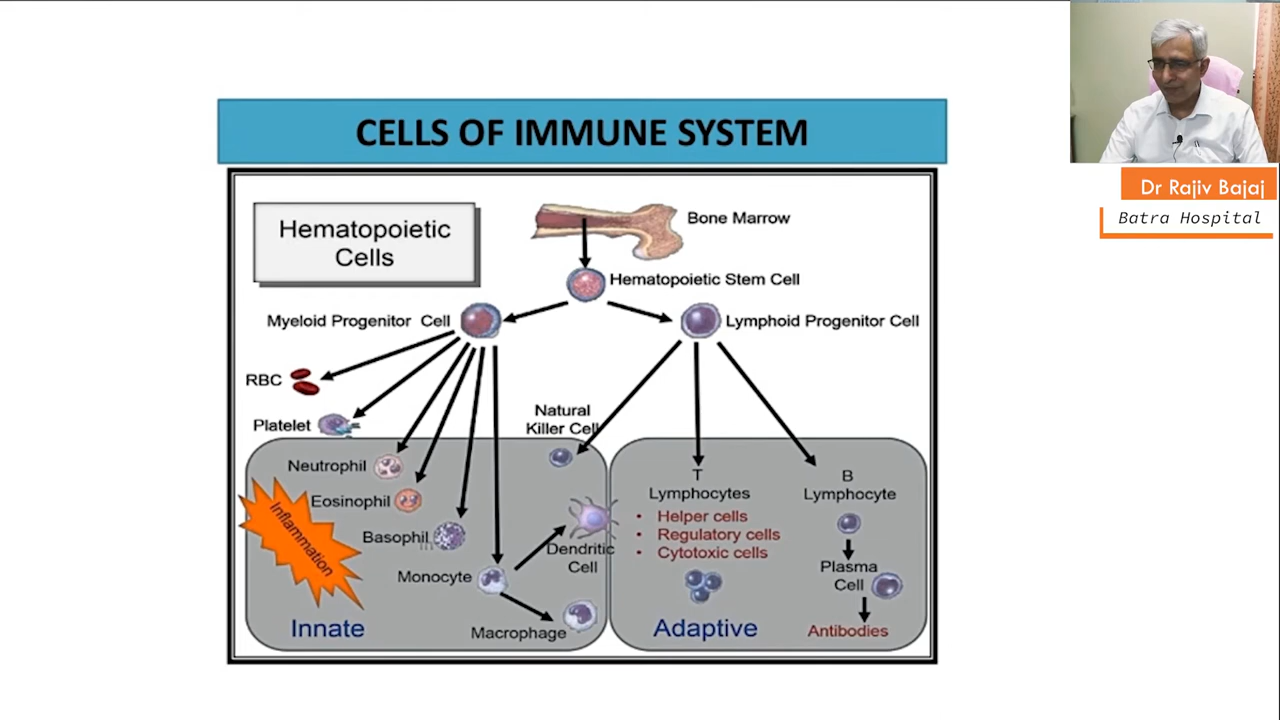 CELLS OF IMMUNE SYSTEM
Dr Rajiv Bajaj
Batra Hospital
Hematopoietic
Cells
Bone Marrow
Hematopoietic Stem Cell
Myeloid Progenitor Cell
Lymphoid Progenitor Cell
RBC
Platelet
Natural
Killer Cell
Neutrophil
Eosinophil
Basophil
Monocyte
Dendritic
Cell
Macrophage
Inflammation
Innate
T
Lymphocytes
• Helper cells
• Regulatory cells
• Cytotoxic cells
Adaptive
B
Lymphocyte
Plasma
Cell
Antibodies